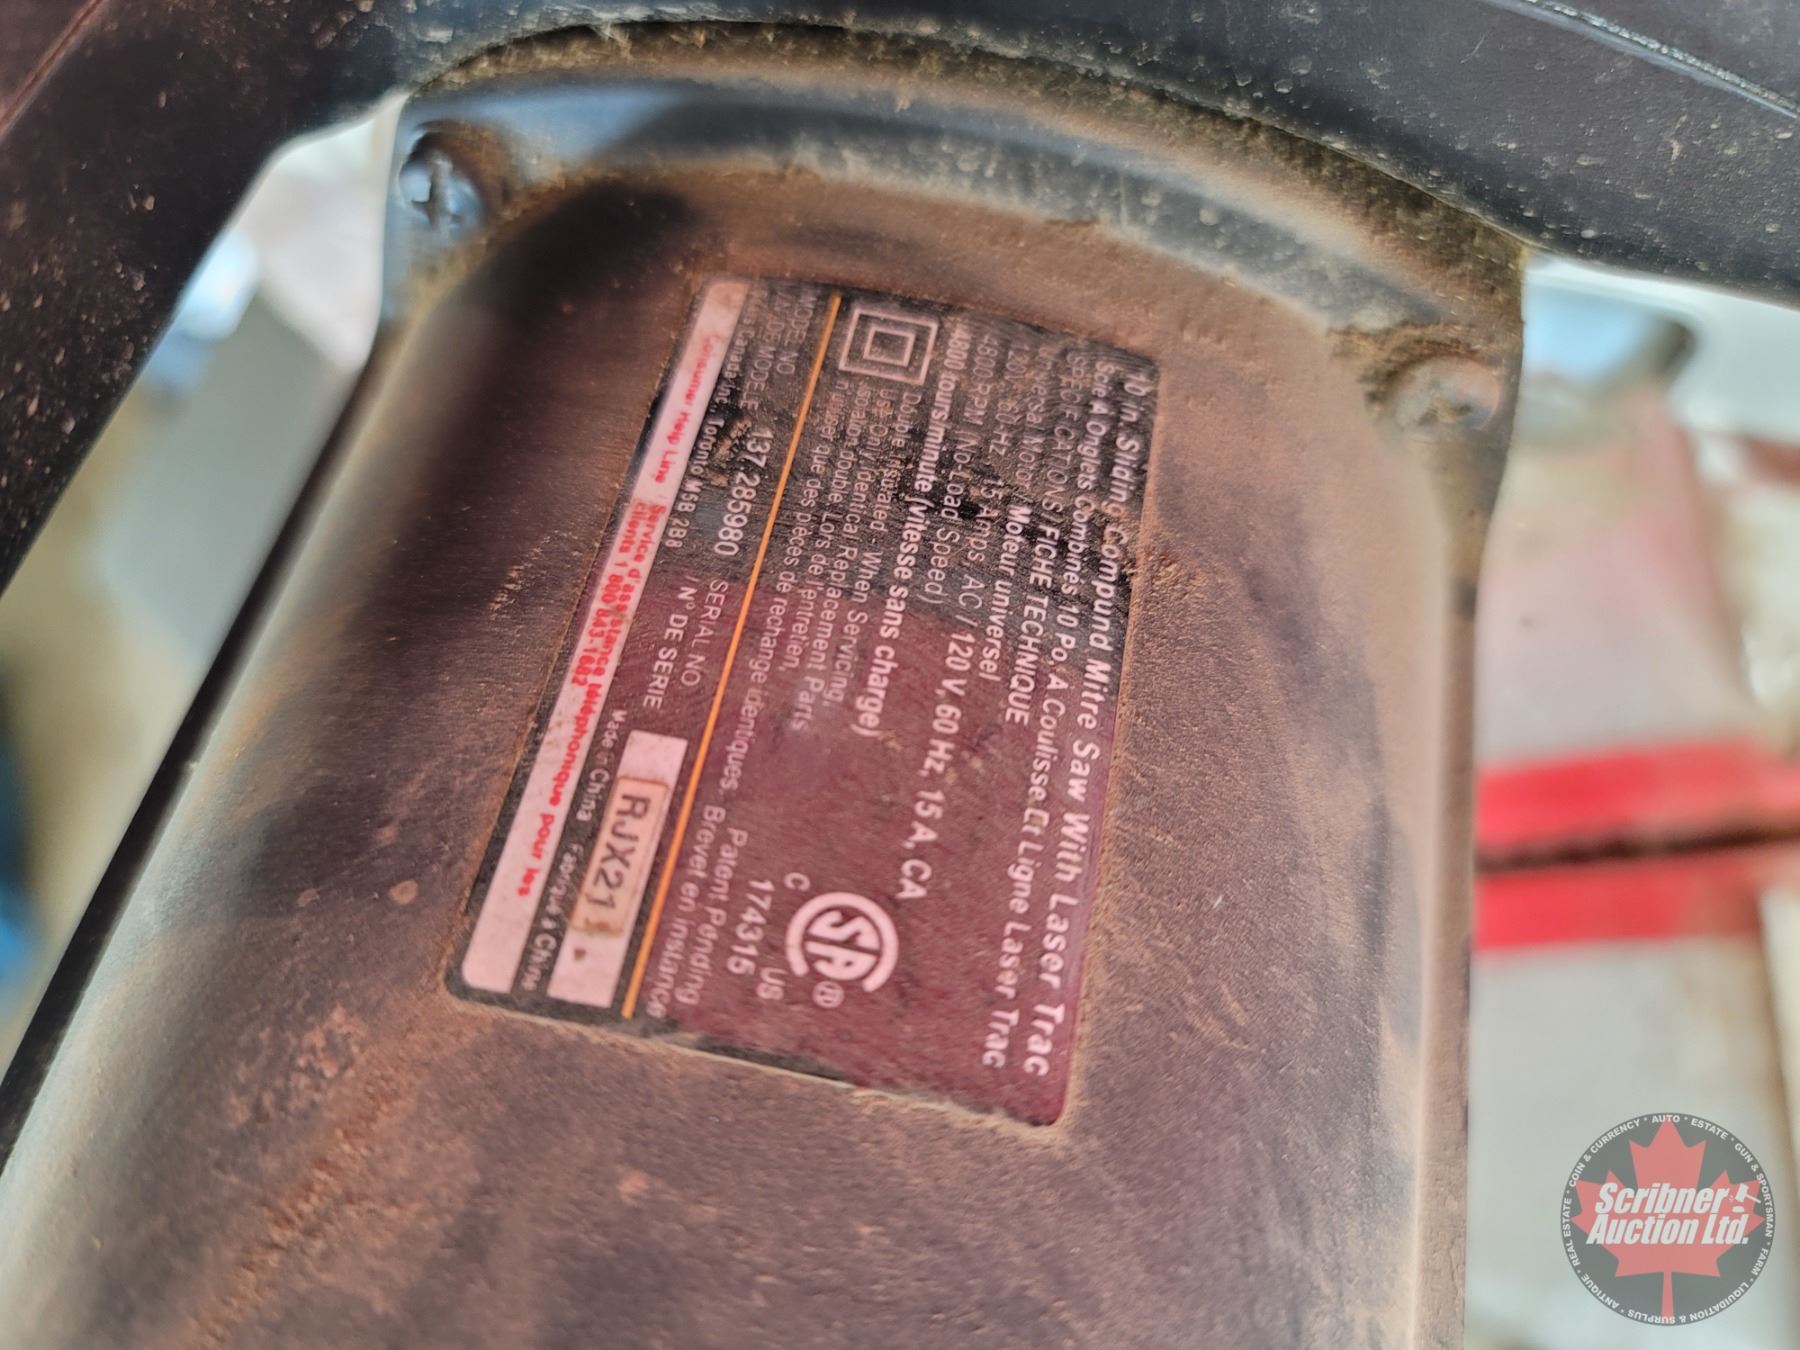 10 in. Sliding Compound Mitre Saw With Laser Trac
Scie A Onglets Combinés 10 Po. A Coulisse Et Ligne Laser Trac
SPECIFICATIONS / FICHE TECHNIQUE
Universal Motor / Moteur universel
120V, 60-Hz, 15 Amps, AC / 120 V, 60 Hz, 15 A, CA
4800 RPM (No-Load Speed)
4800 tours/minute (vitesse sans charge)
Double Insulated - When Servicing,
Use Only Identical Replacement Parts
double. Lors de l'entretien,
que des pièces de rechange identiques.
SA®
C US
174315
Patent Pending
Brevet en instance
MODEL NO.
DE MODELE
137.285980
SERIAL NO.
/N° DE SERIE
RJX21
Canada Inc., Toronto M5B 2B8
Made in China Fabriqué à Chine
Consumer Help Line / Service d'assistance téléphonique pour les
clients 1 800 843-1682
Scribner
Auction Ltd.
COIN & CURRENCY • AUTO • ESTATE • GUN & SPORTSMAN • FARM • LIQUIDATION & SURPLUS • ANTIQUE • REAL ESTATE